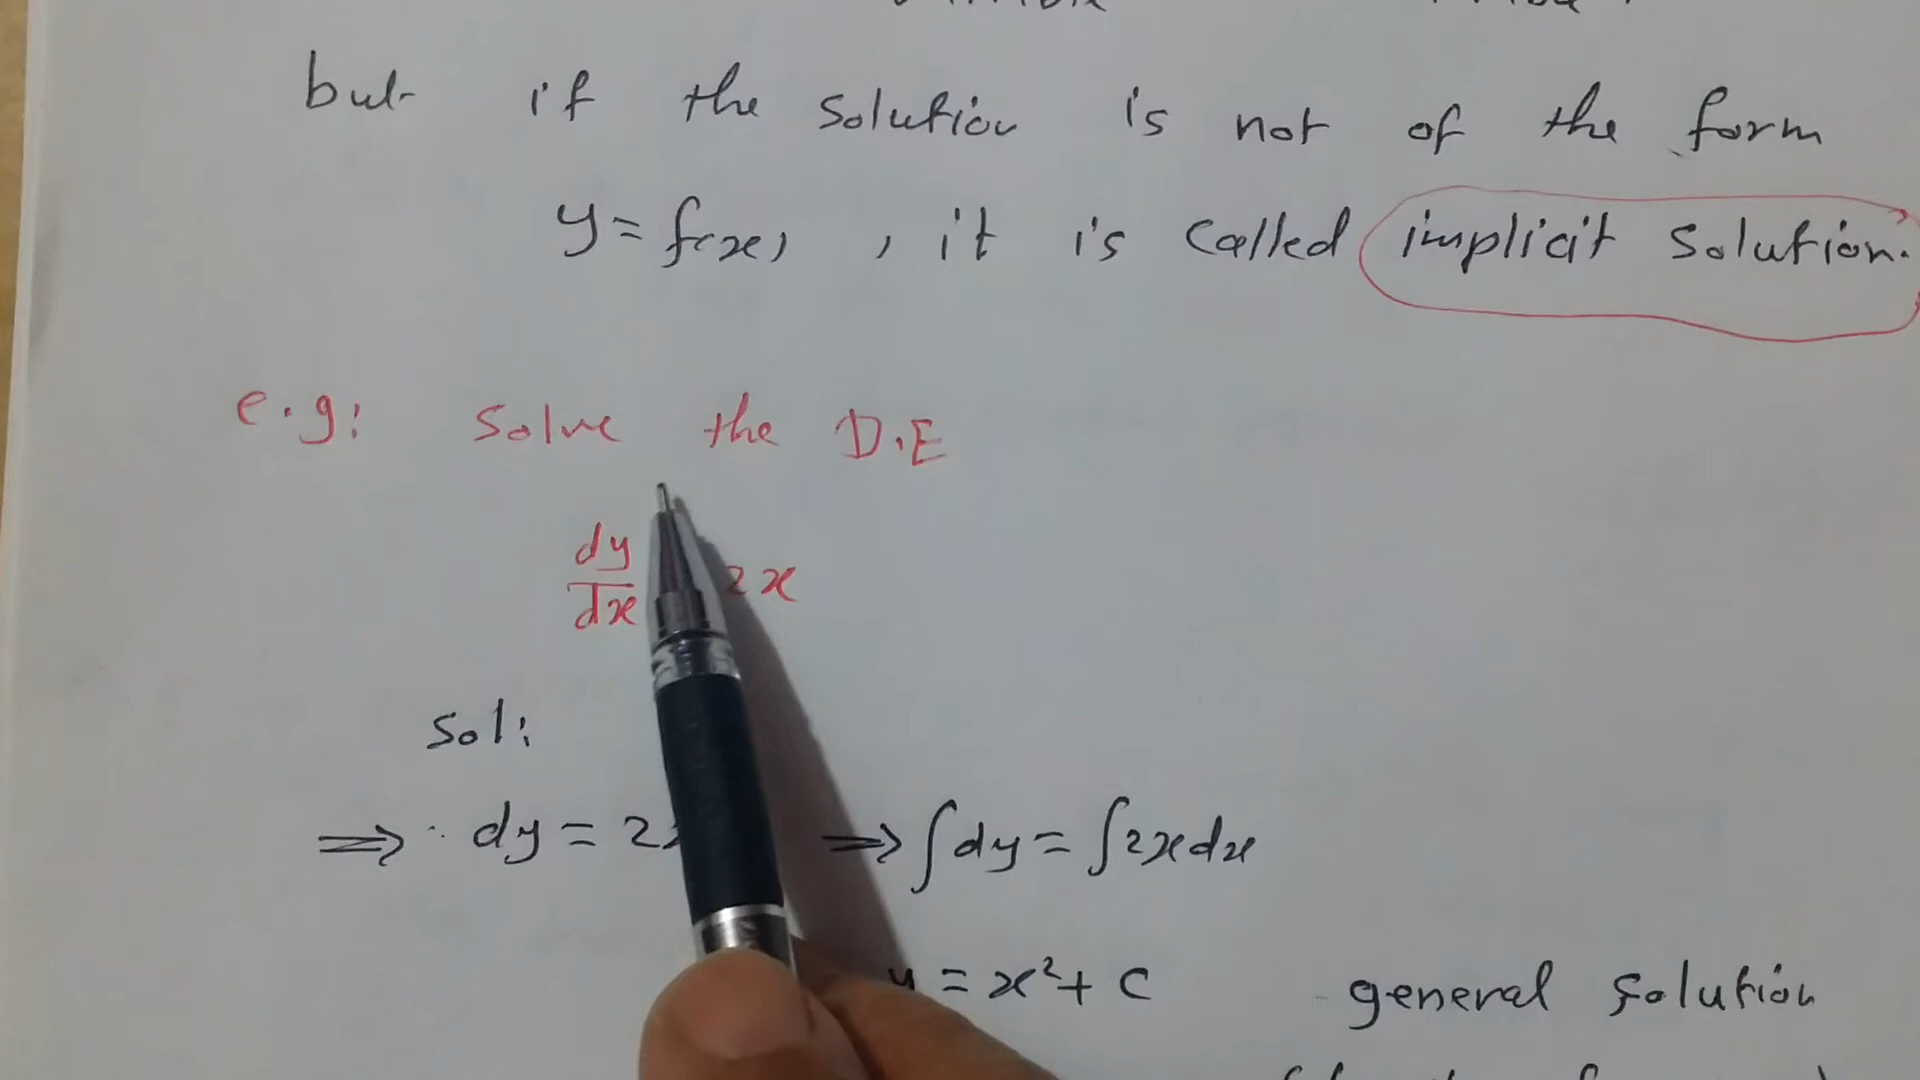 but if the solution is not of the form
y = f(x) , it is called implicit solution.
e.g: solve the D.E
dy/dx 2x
sol:
⇒ dy = 2 ⇒ ∫dy = ∫2x dx
y = x² + c general solution